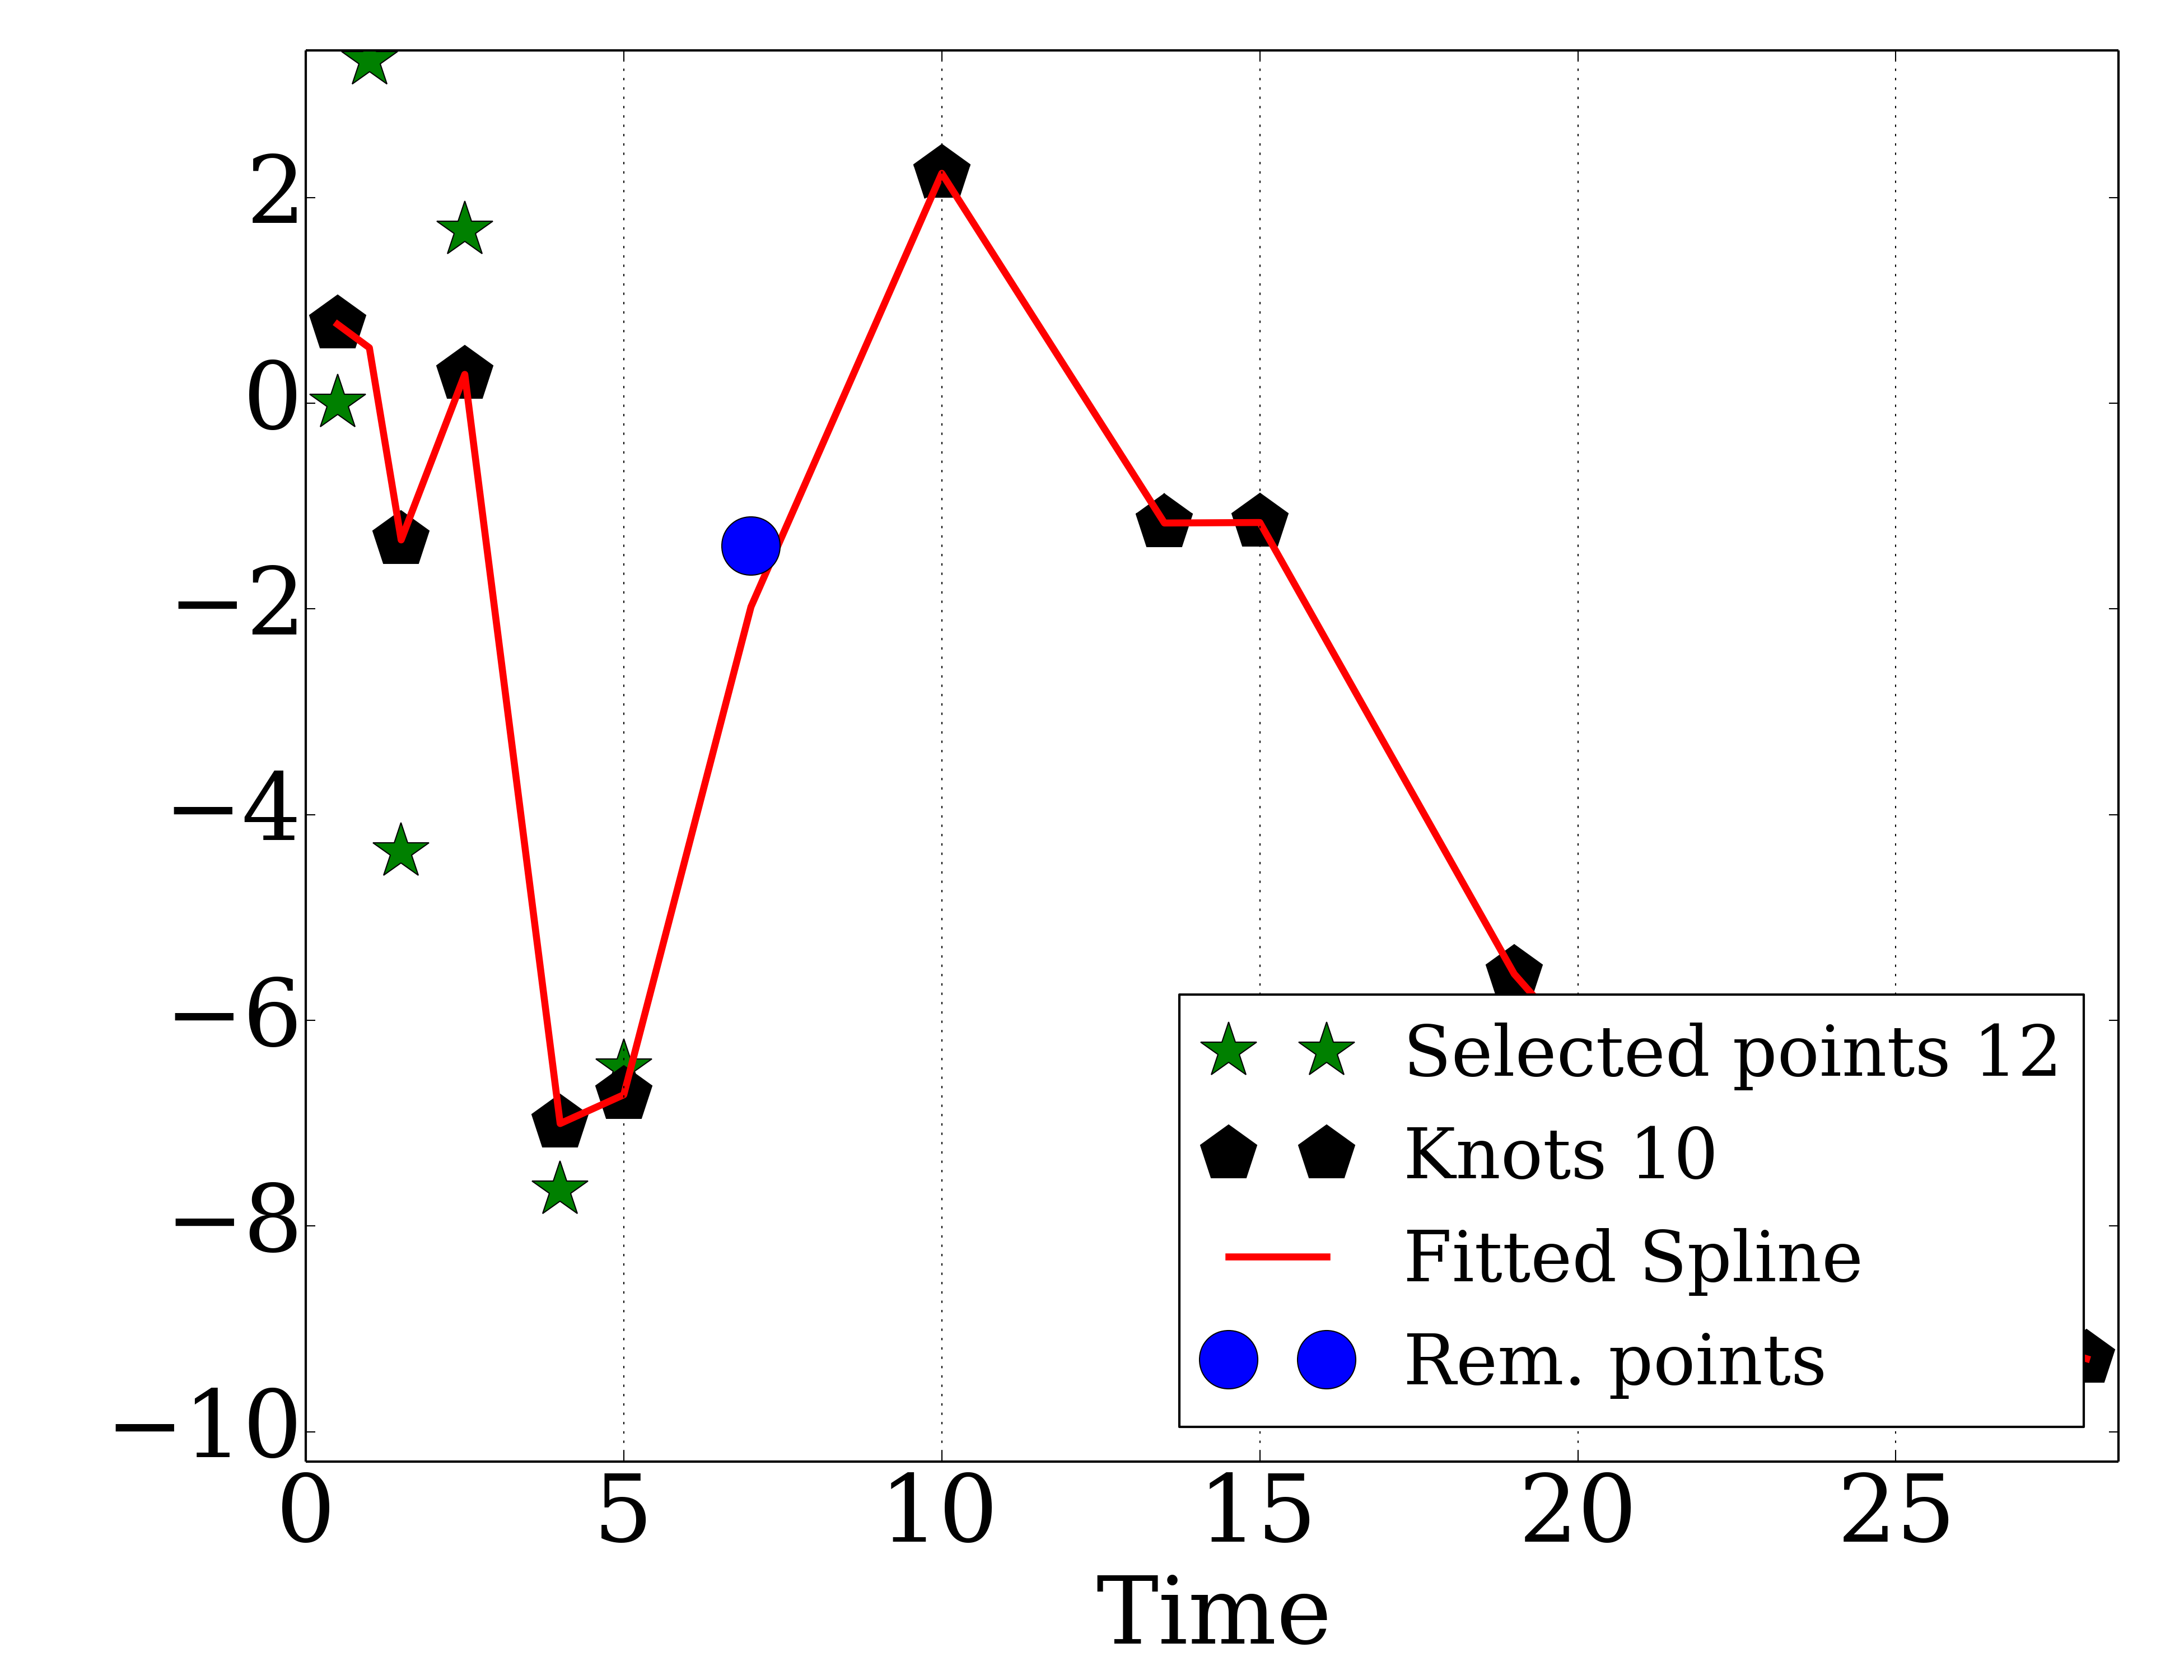 2
0
−2
−4
−6
−8
−10
0 5 10 15 20 25
Time
Selected points 12
Knots 10
Fitted Spline
Rem. points